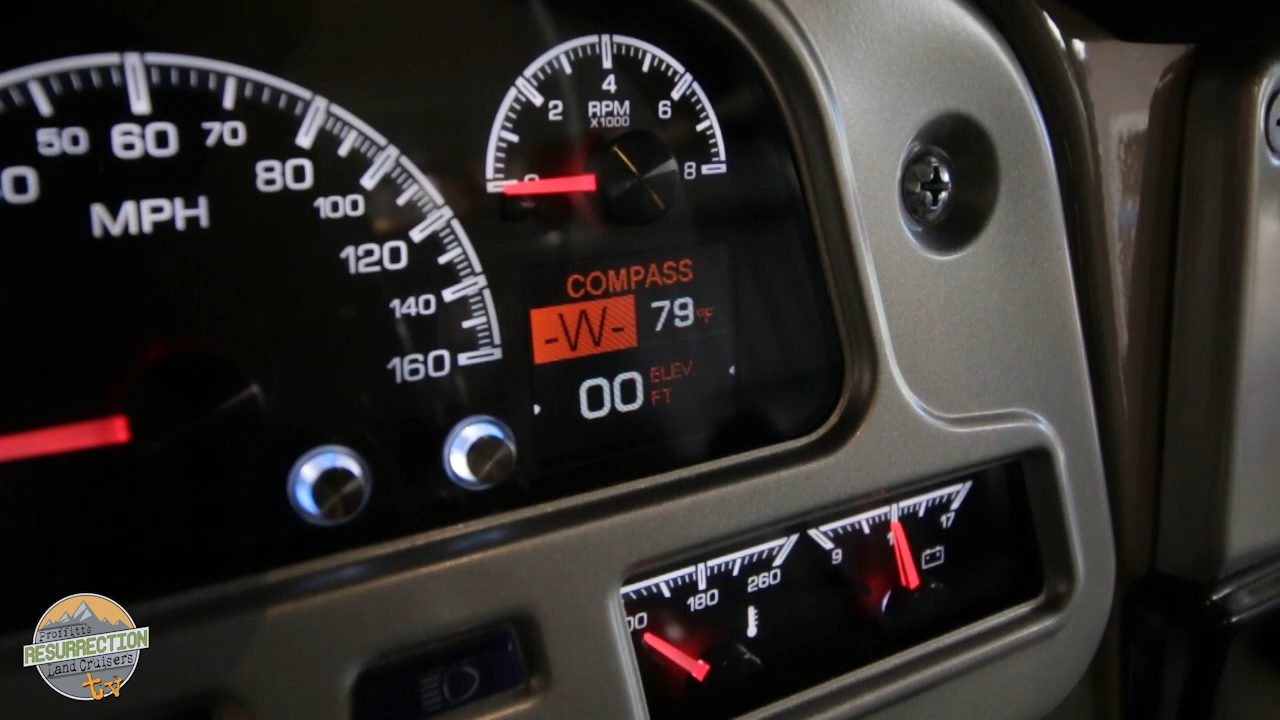 50 60 70
80
100
120
140
160
MPH
2 4 6 8
RPM
X1000
COMPASS
-W- 79°F
00 ELEV.
FT
180 260
9 17
Proffitt's
RESURRECTION
Land Cruisers
tv